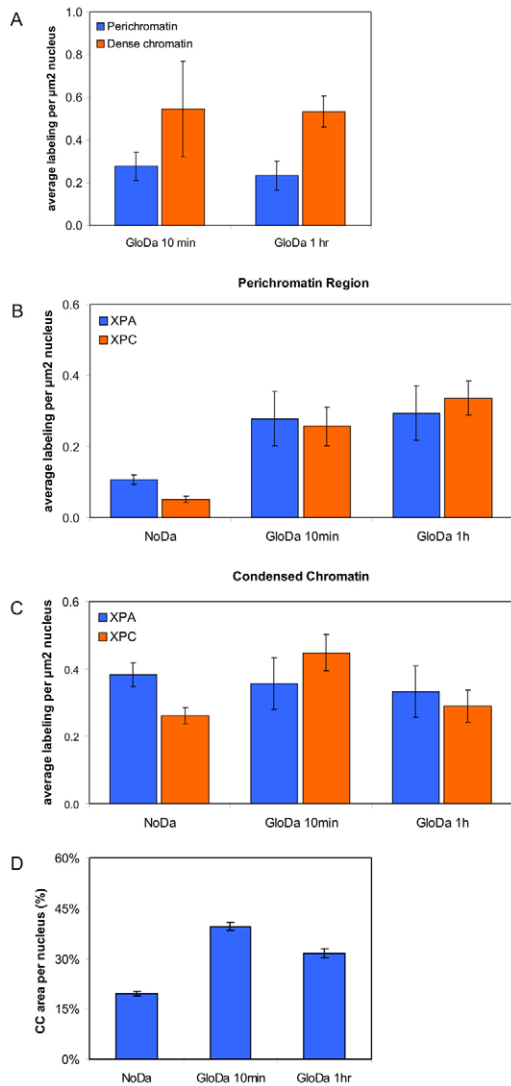 A
1.0
0.8
0.6
0.4
0.2
0.0
average labeling per µm2 nucleus
Perichromatin
Dense chromatin
GloDa 10 min
GloDa 1 hr
Perichromatin Region
B
0.6
0.4
0.2
0.0
average labeling per µm2 nucleus
XPA
XPC
NoDa
GloDa 10min
GloDa 1h
Condensed Chromatin
C
0.6
0.4
0.2
0.0
average labeling per µm2 nucleus
XPA
XPC
NoDa
GloDa 10min
GloDa 1h
D
60%
45%
30%
15%
0%
CC area per nucleus (%)
NoDa
GloDa 10min
GloDa 1hr